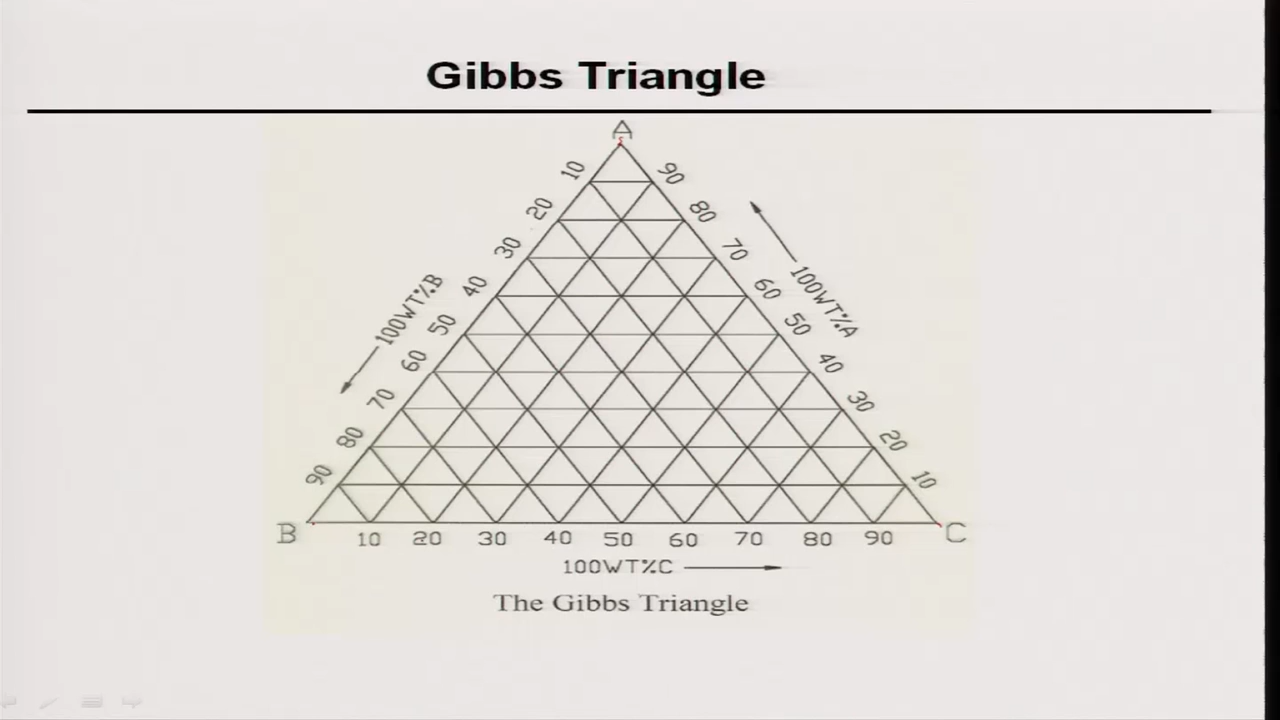 Gibbs Triangle
A
10 90
20 80
30 70
40 60
50 50
60 40
70 30
80 20
90 10
100WT%B
100WT%A
B C
10 20 30 40 50 60 70 80 90
100WT%C
The Gibbs Triangle